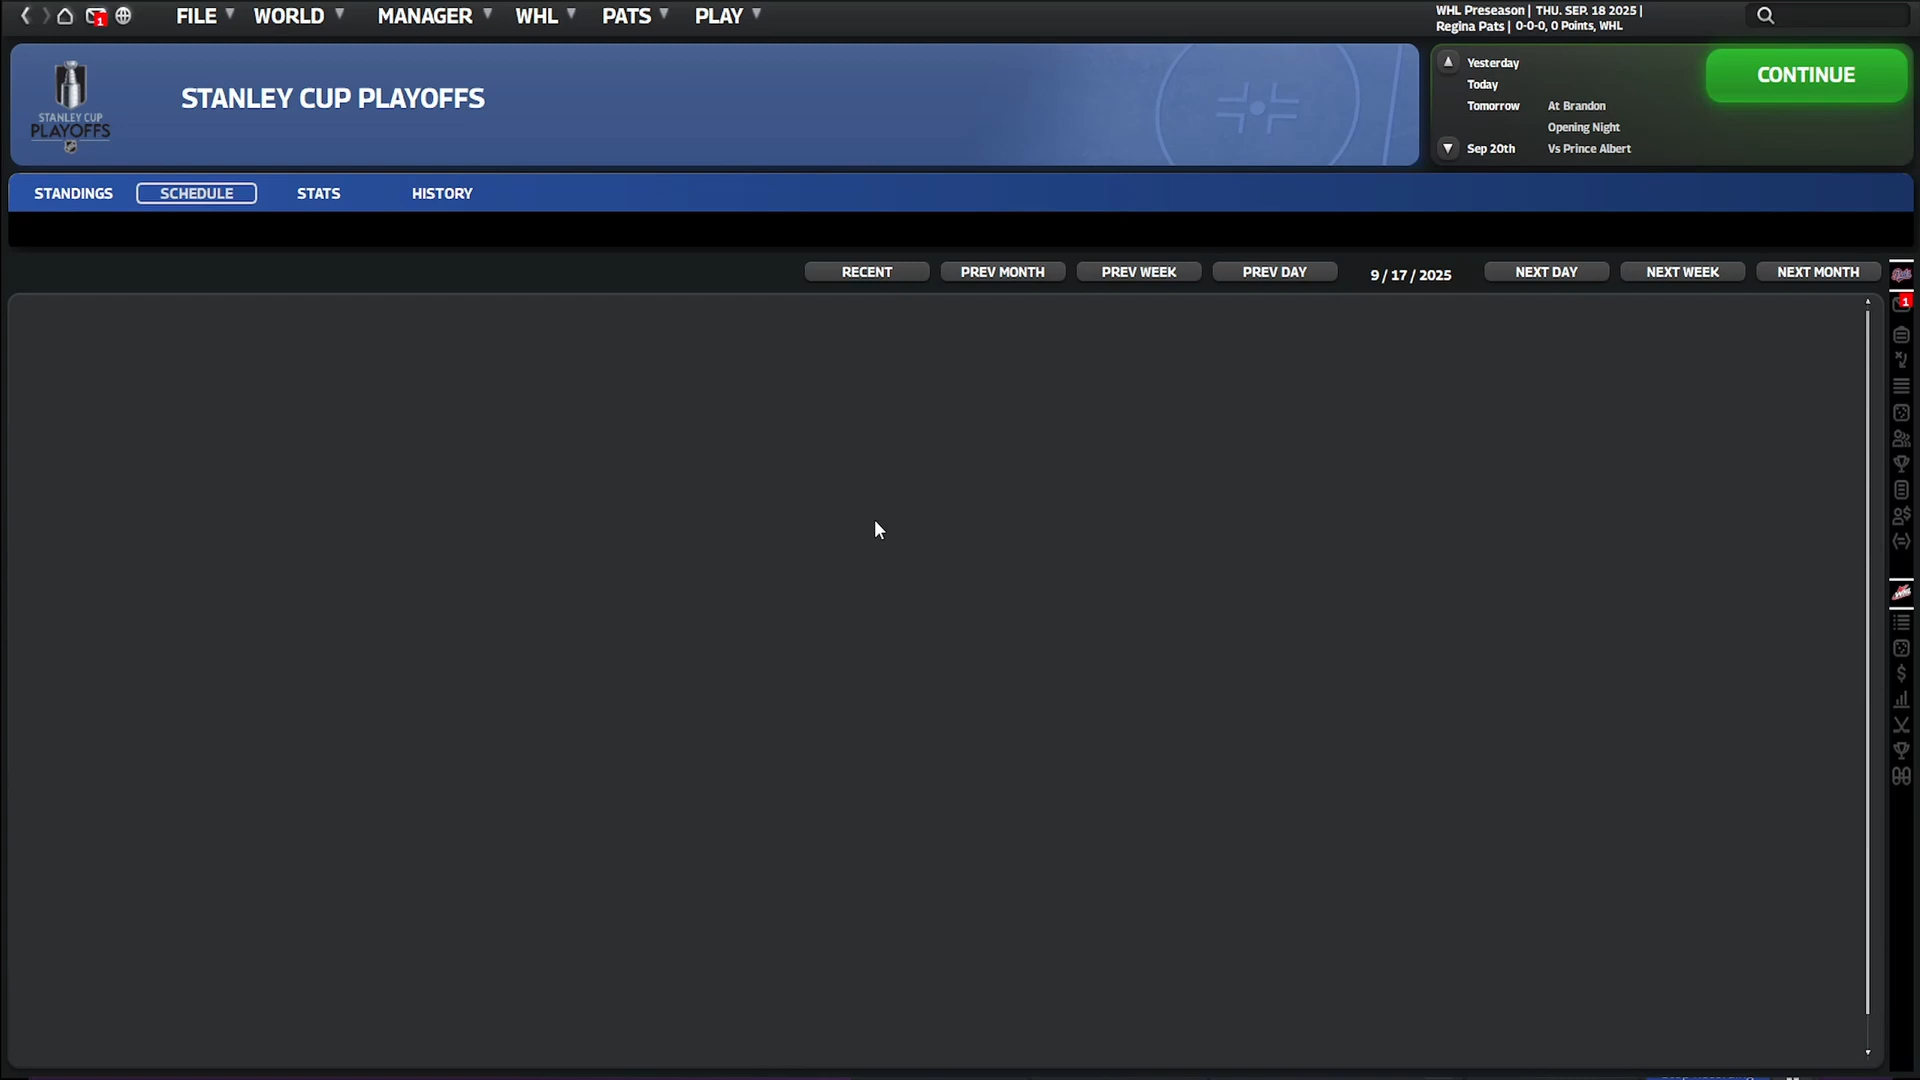 1
FILE WORLD MANAGER WHL PATS PLAY
WHL Preseason | THU. SEP. 18 2025 |
Regina Pats | 0-0-0, 0 Points, WHL
STANLEY CUP
PLAYOFFS
STANLEY CUP PLAYOFFS
Yesterday
Today
Tomorrow At Brandon
Opening Night
Sep 20th Vs Prince Albert
CONTINUE
STANDINGS SCHEDULE STATS HISTORY
RECENT PREV MONTH PREV WEEK PREV DAY 9 / 17 / 2025 NEXT DAY NEXT WEEK NEXT MONTH
1
WHL